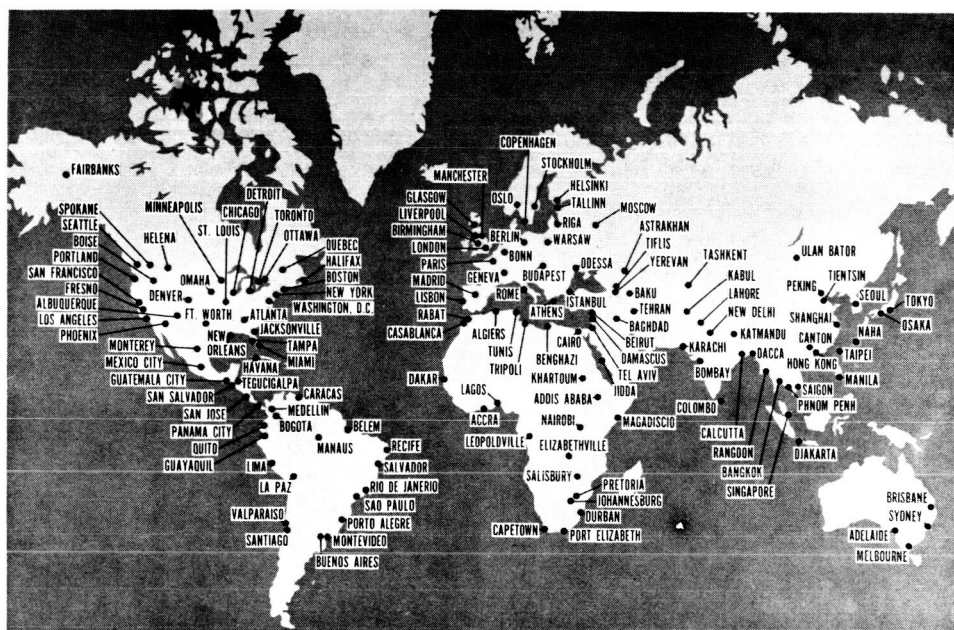 FAIRBANKS
SPOKANE
SEATTLE
BOISE
PORTLAND
SAN FRANCISCO
FRESNO
ALBUQUERQUE
LOS ANGELES
PHOENIX
MONTEREY
MEXICO CITY
GUATEMALA CITY
SAN SALVADOR
SAN JOSE
PANAMA CITY
QUITO
GUAYAQUIL
MINNEAPOLIS
HELENA
OMAHA
DENVER
FT. WORTH
NEW
ORLEANS
ST. LOUIS
CHICAGO
DETROIT
TORONTO
OTTAWA
QUEBEC
HALIFAX
BOSTON
NEW YORK
WASHINGTON, D.C.
ATLANTA
JACKSONVILLE
TAMPA
MIAMI
HAVANA
TEGUCIGALPA
CARACAS
MEDELLIN
BOGOTA
BELEM
MANAUS
RECIFE
LIMA
SALVADOR
LA PAZ
RIO DE JANERIO
SAO PAULO
VALPARAISO
PORTO ALEGRE
SANTIAGO
MONTEVIDEO
BUENOS AIRES
COPENHAGEN
STOCKHOLM
MANCHESTER
OSLO
HELSINKI
TALLINN
GLASGOW
LIVERPOOL
BIRMINGHAM
LONDON
PARIS
MADRID
LISBON
RABAT
CASABLANCA
RIGA
MOSCOW
BERLIN
WARSAW
BONN
GENEVA
BUDAPEST
ODESSA
ROME
ATHENS
ISTANBUL
ASTRAKHAN
TIFLIS
YEREVAN
BAKU
TEHRAN
BAGHDAD
BEIRUT
DAMASCUS
TEL AVIV
JIDDA
CAIRO
ALGIERS
TUNIS
TRIPOLI
BENGHAZI
DAKAR
LAGOS
ACCRA
KHARTOUM
ADDIS ABABA
NAIROBI
MAGADISCIO
LEOPOLDVILLE
ELIZABETHVILLE
SALISBURY
PRETORIA
JOHANNESBURG
DURBAN
CAPETOWN
PORT ELIZABETH
TASHKENT
KABUL
LAHORE
NEW DELHI
KARACHI
KATMANDU
BOMBAY
COLOMBO
DACCA
CALCUTTA
RANGOON
BANGKOK
SINGAPORE
ULAN BATOR
PEKING
TIENTSIN
SEOUL
TOKYO
OSAKA
SHANGHAI
NAHA
CANTON
HONG KONG
TAIPEI
MANILA
SAIGON
PHNOM PENH
DJAKARTA
BRISBANE
SYDNEY
ADELAIDE
MELBOURNE